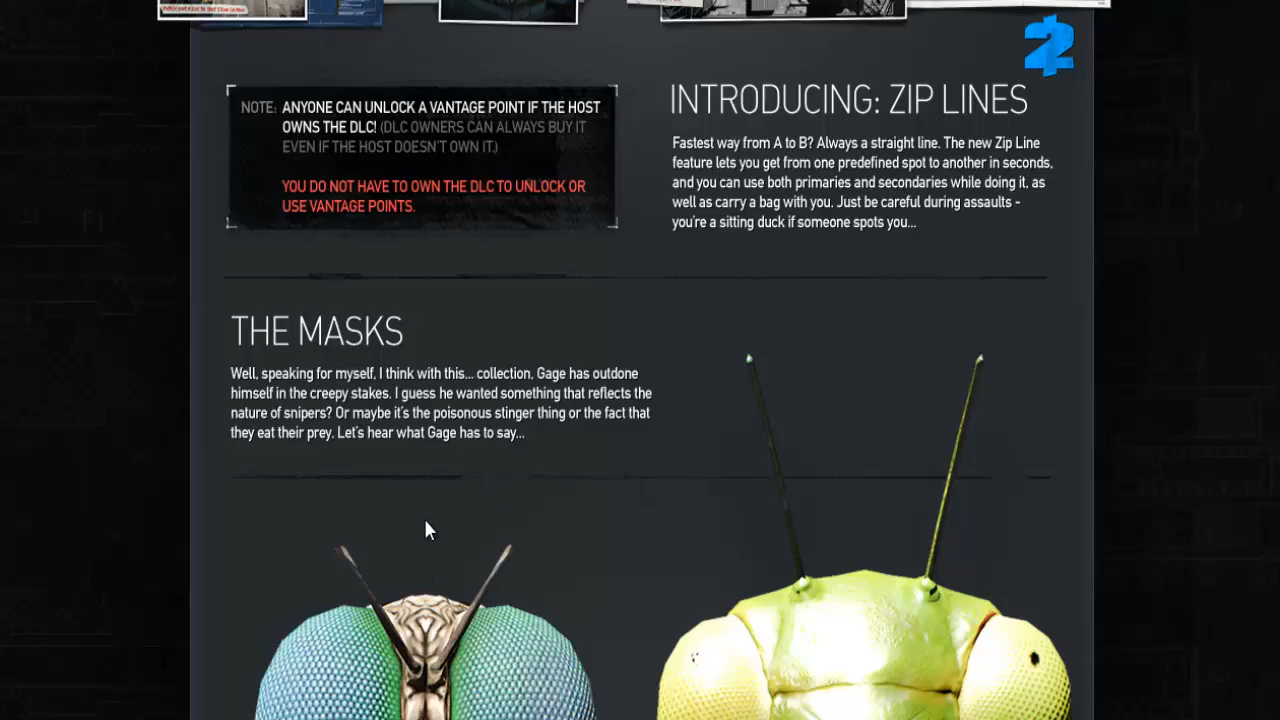 NOTE: ANYONE CAN UNLOCK A VANTAGE POINT IF THE HOST
OWNS THE DLC! (DLC OWNERS CAN ALWAYS BUY IT
EVEN IF THE HOST DOESN'T OWN IT.)
YOU DO NOT HAVE TO OWN THE DLC TO UNLOCK OR
USE VANTAGE POINTS.
2
INTRODUCING: ZIP LINES
Fastest way from A to B? Always a straight line. The new Zip Line
feature lets you get from one predefined spot to another in seconds,
and you can use both primaries and secondaries while doing it, as
well as carry a bag with you. Just be careful during assaults -
you're a sitting duck if someone spots you...
THE MASKS
Well, speaking for myself, I think with this... collection, Gage has outdone
himself in the creepy stakes. I guess he wanted something that reflects the
nature of snipers? Or maybe it's the poisonous stinger thing or the fact that
they eat their prey. Let's hear what Gage has to say...